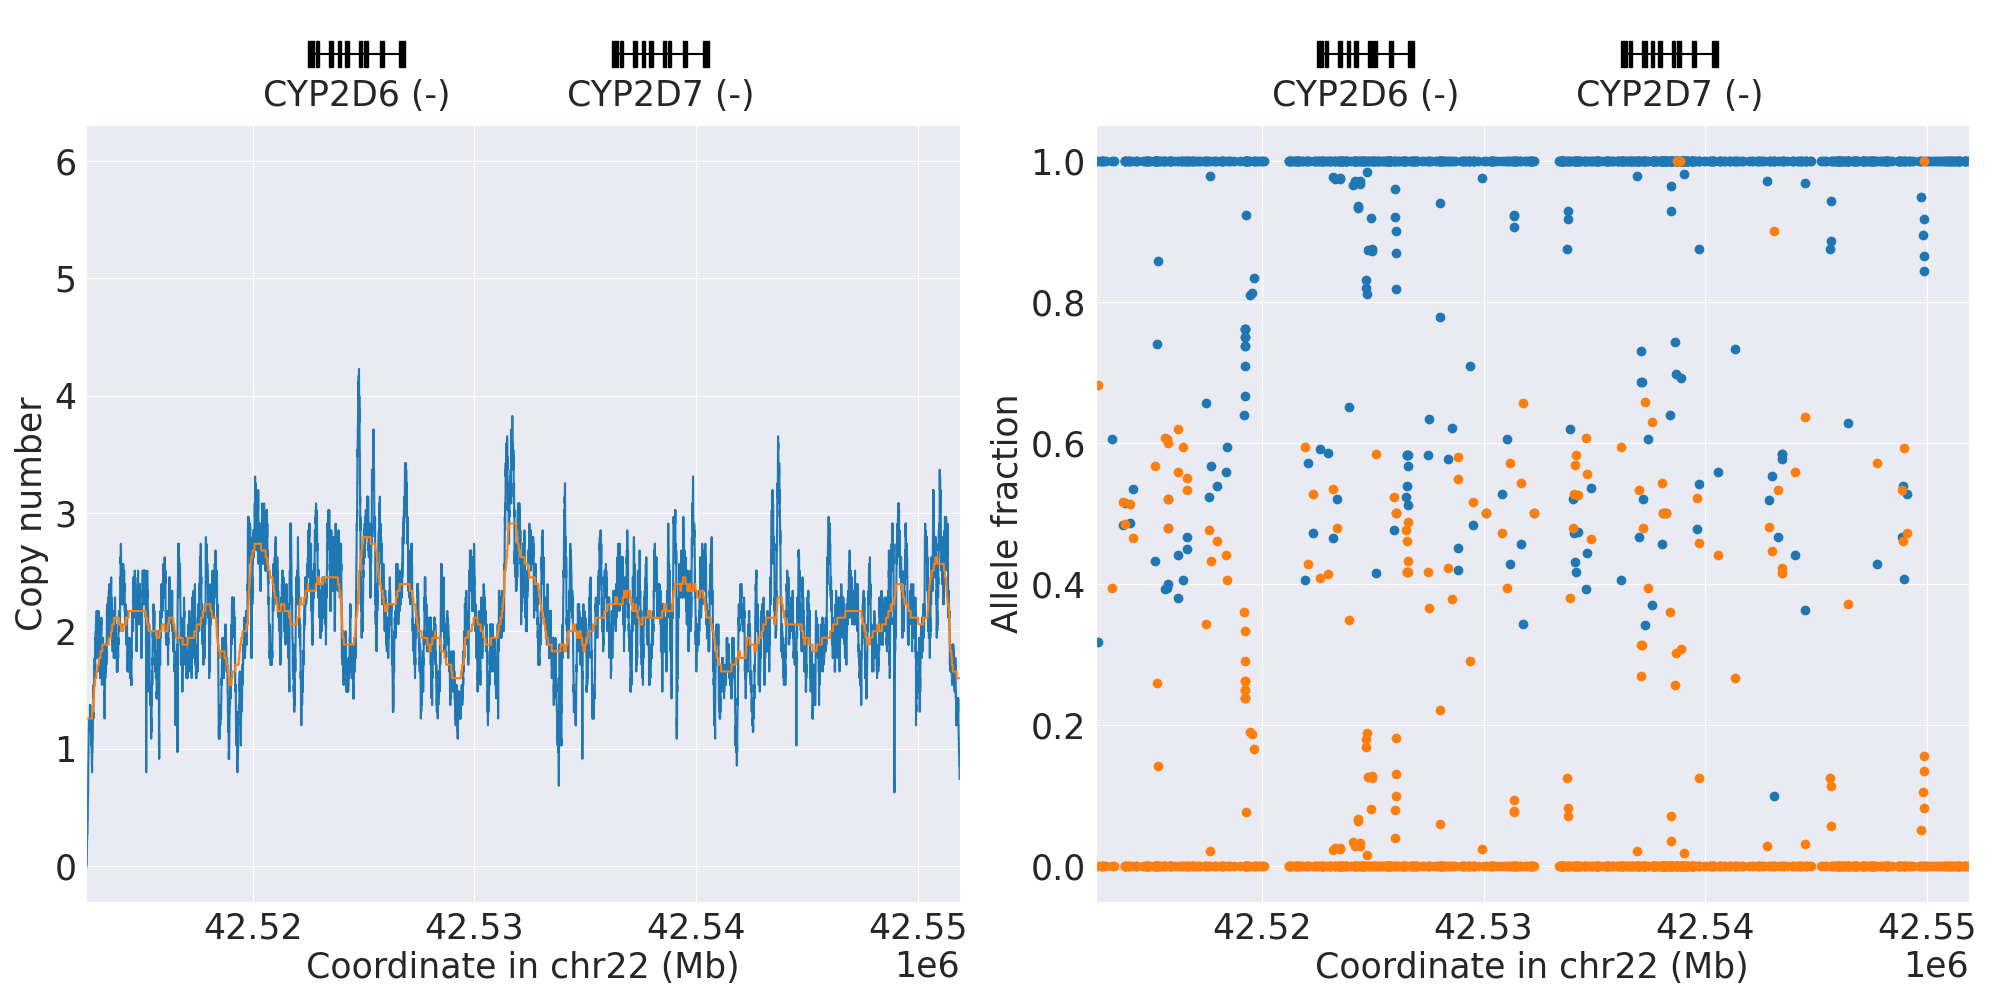 CYP2D6 (-) CYP2D7 (-)
6
5
4
3
2
1
0
Copy number
42.52 42.53 42.54 42.55
Coordinate in chr22 (Mb) 1e6
CYP2D6 (-) CYP2D7 (-)
1.0
0.8
0.6
0.4
0.2
0.0
Allele fraction
42.52 42.53 42.54 42.55
Coordinate in chr22 (Mb) 1e6